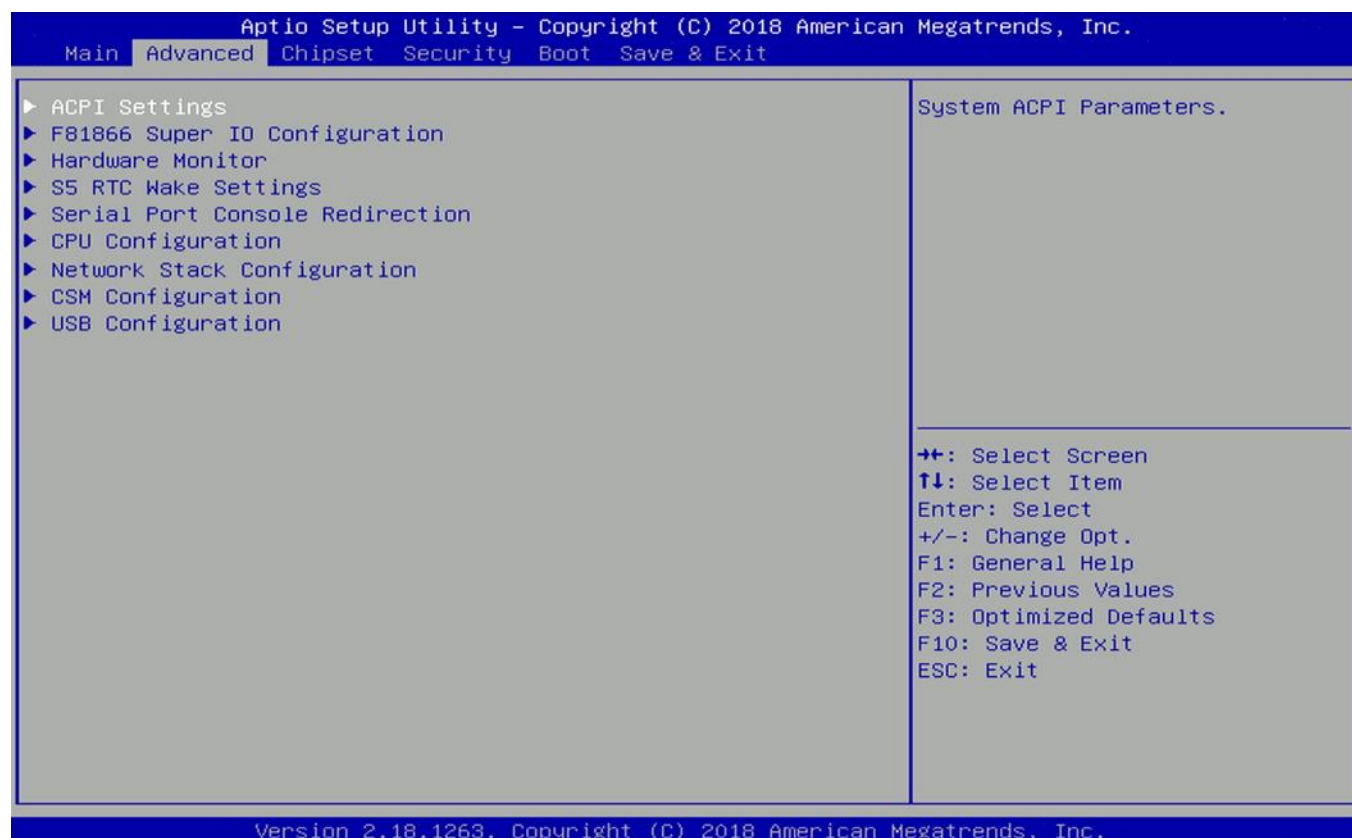 Aptio Setup Utility – Copyright (C) 2018 American Megatrends, Inc.
Main Advanced Chipset Security Boot Save & Exit
▶ ACPI Settings
▶ F81866 Super IO Configuration
▶ Hardware Monitor
▶ S5 RTC Wake Settings
▶ Serial Port Console Redirection
▶ CPU Configuration
▶ Network Stack Configuration
▶ CSM Configuration
▶ USB Configuration
System ACPI Parameters.
→←: Select Screen
↑↓: Select Item
Enter: Select
+/-: Change Opt.
F1: General Help
F2: Previous Values
F3: Optimized Defaults
F10: Save & Exit
ESC: Exit
Version 2.18.1263. Copyright (C) 2018 American Megatrends, Inc.